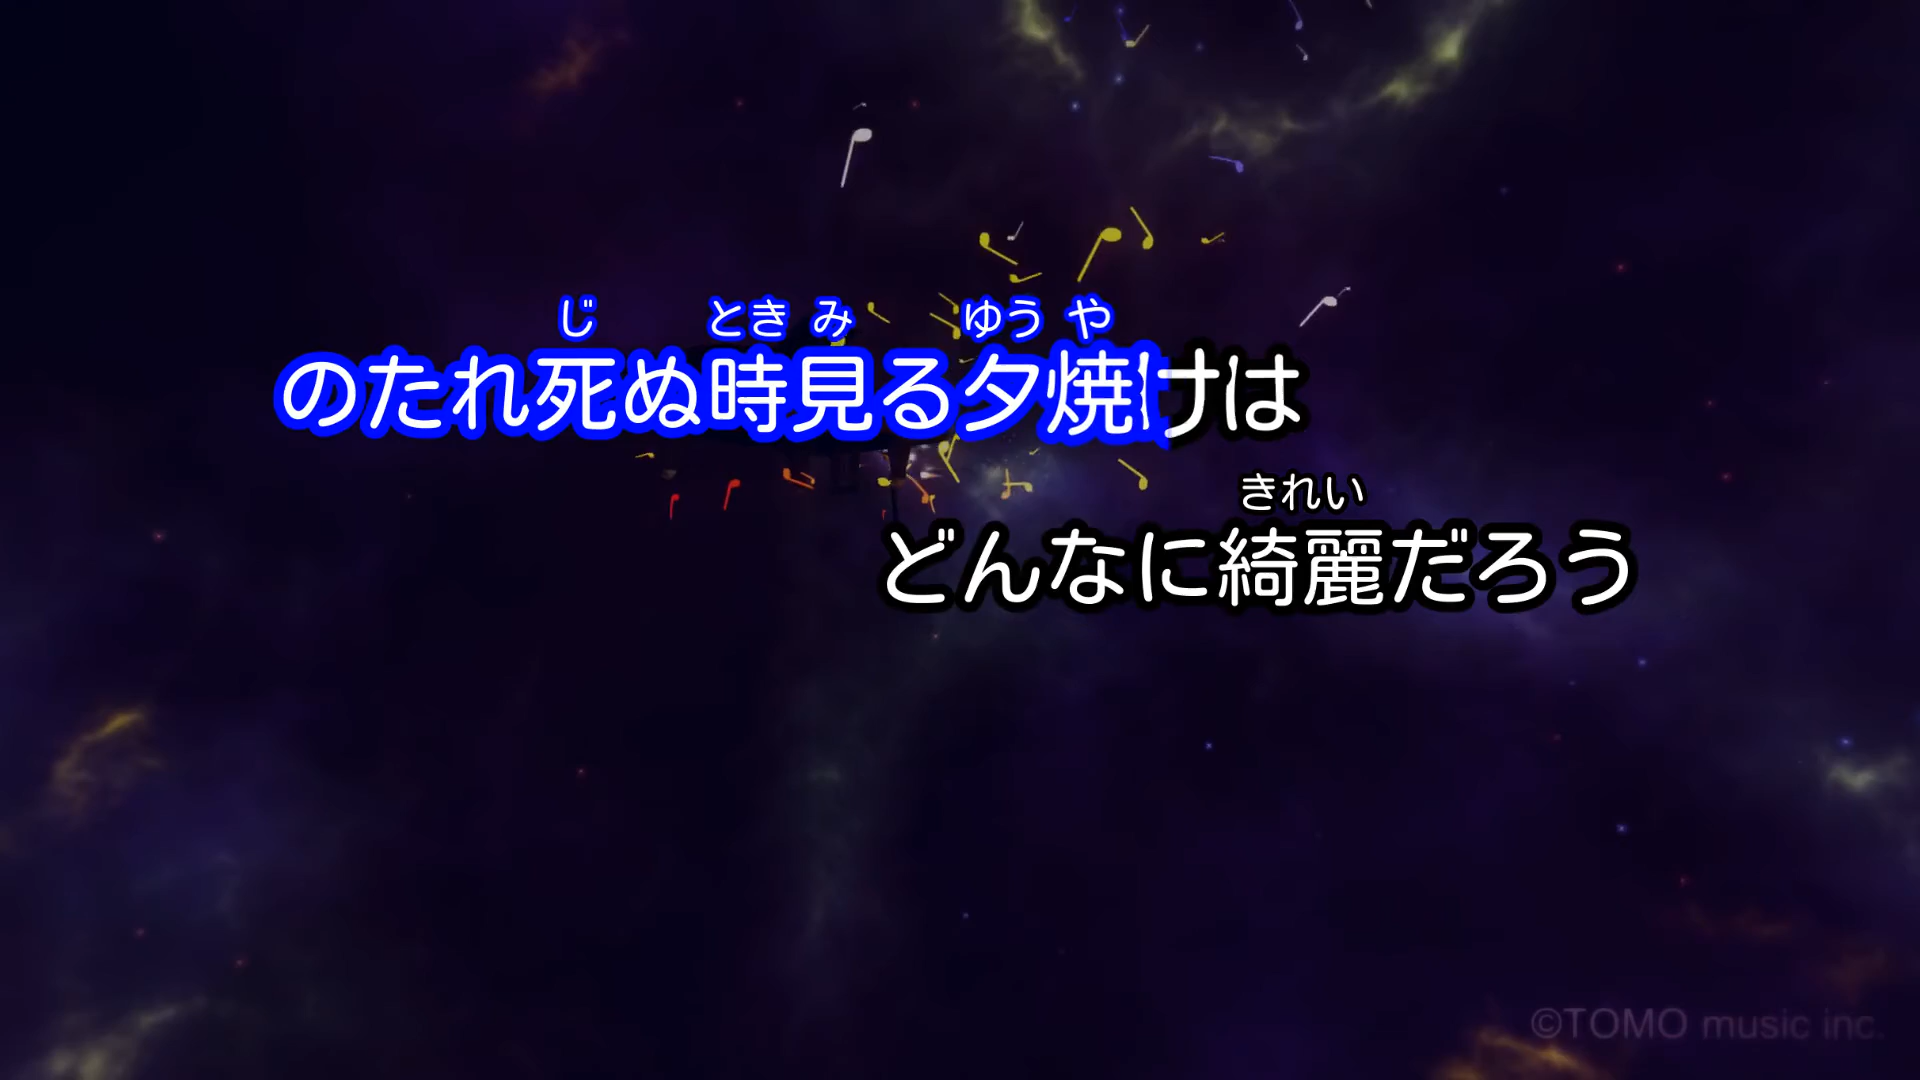 じ とき み ゆう や
のたれ死ぬ時見る夕焼けは
きれい
どんなに綺麗だろう
©TOMO music inc.